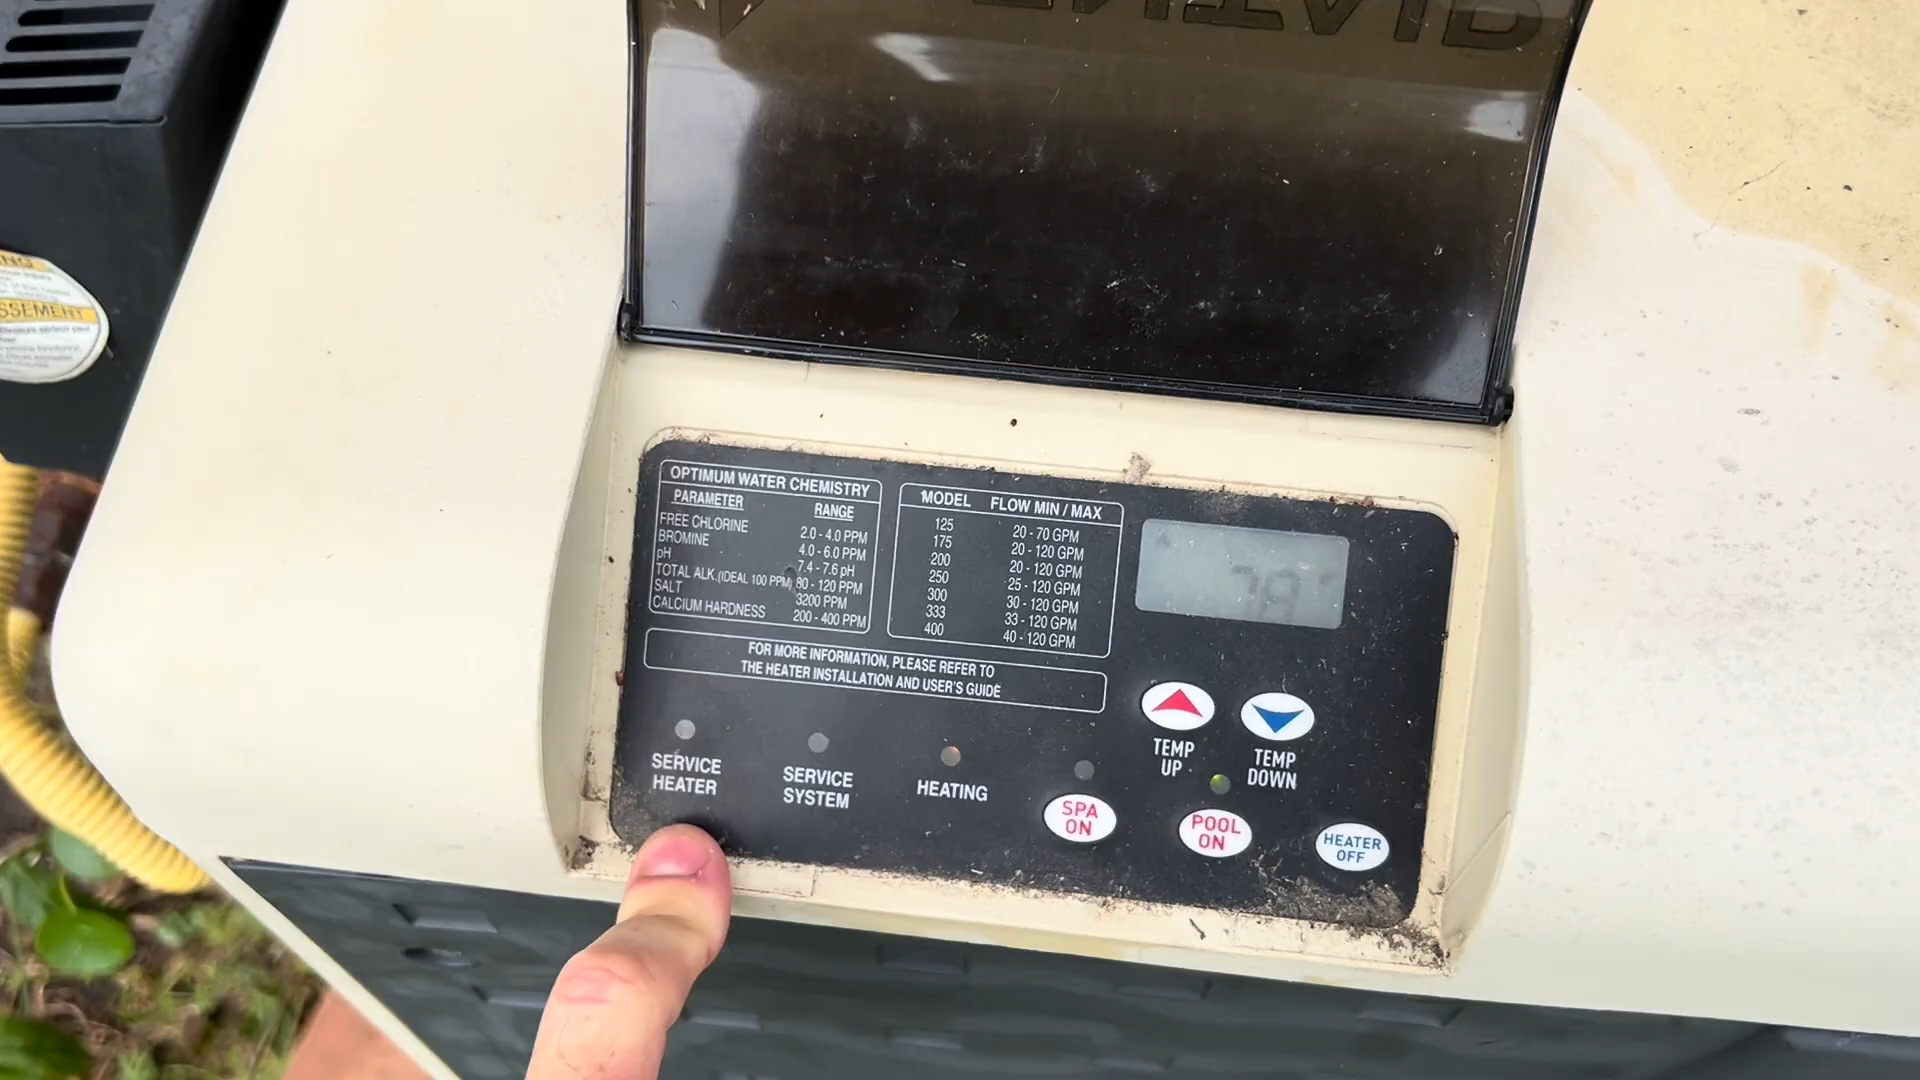 OPTIMUM WATER CHEMISTRY
PARAMETER RANGE
FREE CHLORINE 2.0 - 4.0 PPM
BROMINE 4.0 - 6.0 PPM
pH 7.4 - 7.6 pH
TOTAL ALK.(IDEAL 100 PPM) 80 - 120 PPM
SALT 3200 PPM
CALCIUM HARDNESS 200 - 400 PPM
MODEL FLOW MIN / MAX
125 20 - 70 GPM
175 20 - 120 GPM
200 20 - 120 GPM
250 25 - 120 GPM
300 30 - 120 GPM
333 33 - 120 GPM
400 40 - 120 GPM
FOR MORE INFORMATION, PLEASE REFER TO
THE HEATER INSTALLATION AND USER'S GUIDE
TEMP
UP
TEMP
DOWN
SERVICE
HEATER
SERVICE
SYSTEM
HEATING
SPA
ON
POOL
ON
HEATER
OFF